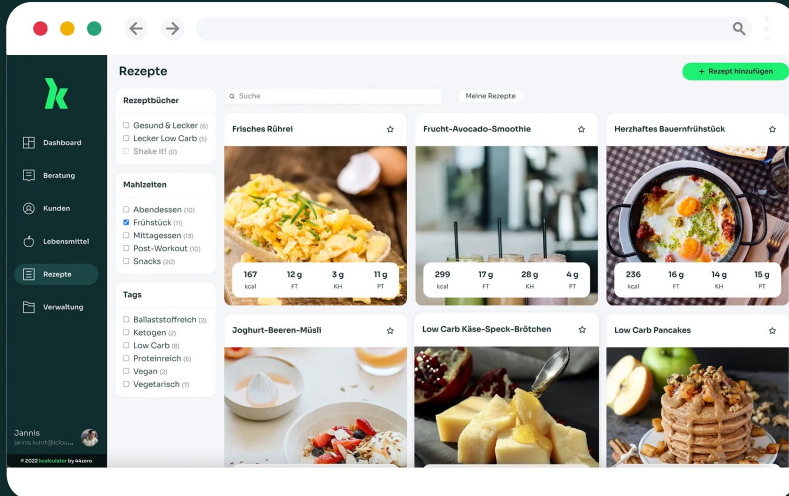 Rezepte
+ Rezept hinzufügen
Dashboard
Beratung
Kunden
Lebensmittel
Rezepte
Verwaltung
Jannis
© 2022 kcalculator by 44zero
Rezeptbücher
Gesund & Lecker (6)
Lecker Low Carb (5)
Shake it! (0)
Mahlzeiten
Abendessen (10)
Frühstück (11)
Mittagessen (13)
Post-Workout (10)
Snacks (20)
Tags
Ballaststoffreich (2)
Ketogen (2)
Low Carb (8)
Proteinreich (6)
Vegan (2)
Vegetarisch (7)
Suche
Meine Rezepte
Frisches Rührei
167 12 g 3 g 11 g
kcal FT KH PT
Frucht-Avocado-Smoothie
299 17 g 28 g 4 g
kcal FT KH PT
Herzhaftes Bauernfrühstück
236 16 g 14 g 15 g
kcal FT KH PT
Joghurt-Beeren-Müsli
Low Carb Käse-Speck-Brötchen
Low Carb Pancakes